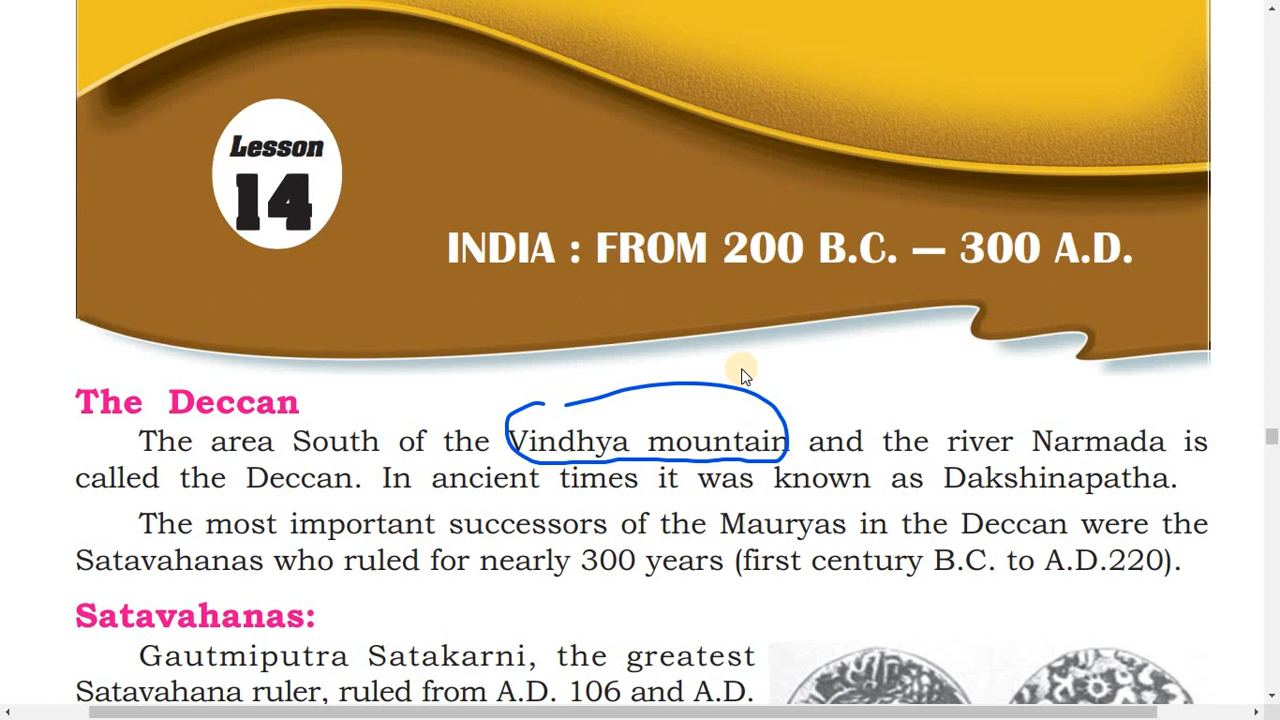 Lesson
14
INDIA : FROM 200 B.C. — 300 A.D.
The Deccan
The area South of the Vindhya mountain and the river Narmada is
called the Deccan. In ancient times it was known as Dakshinapatha.
The most important successors of the Mauryas in the Deccan were the
Satavahanas who ruled for nearly 300 years (first century B.C. to A.D.220).
Satavahanas:
Gautmiputra Satakarni, the greatest
Satavahana ruler, ruled from A.D. 106 and A.D.